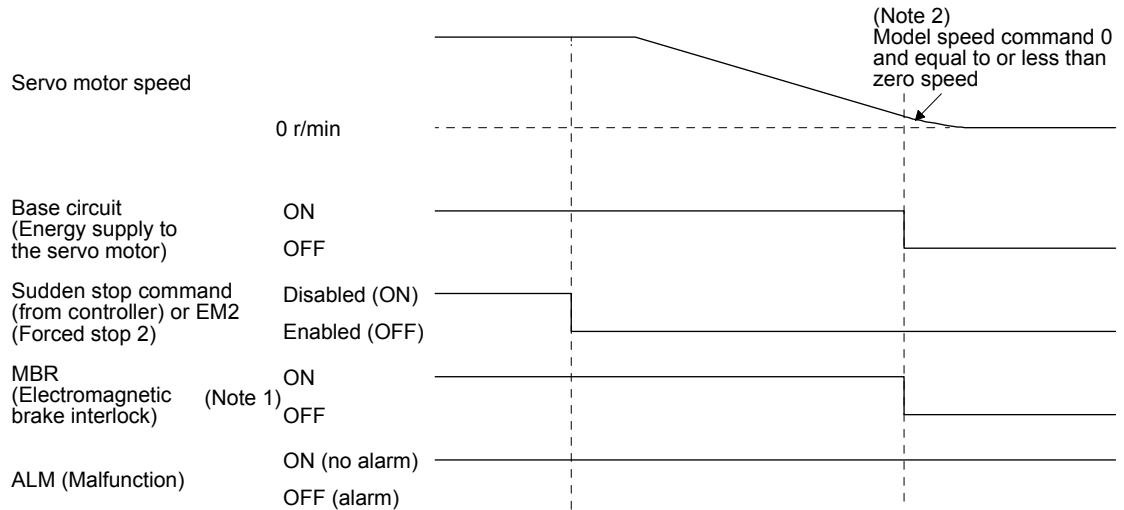 (Note 2)
Model speed command 0
and equal to or less than
zero speed
Servo motor speed
0 r/min
Base circuit
(Energy supply to
the servo motor)
ON
OFF
Sudden stop command
(from controller) or EM2
(Forced stop 2)
Disabled (ON)
Enabled (OFF)
MBR
(Electromagnetic
brake interlock)
(Note 1)
ON
OFF
ALM (Malfunction)
ON (no alarm)
OFF (alarm)